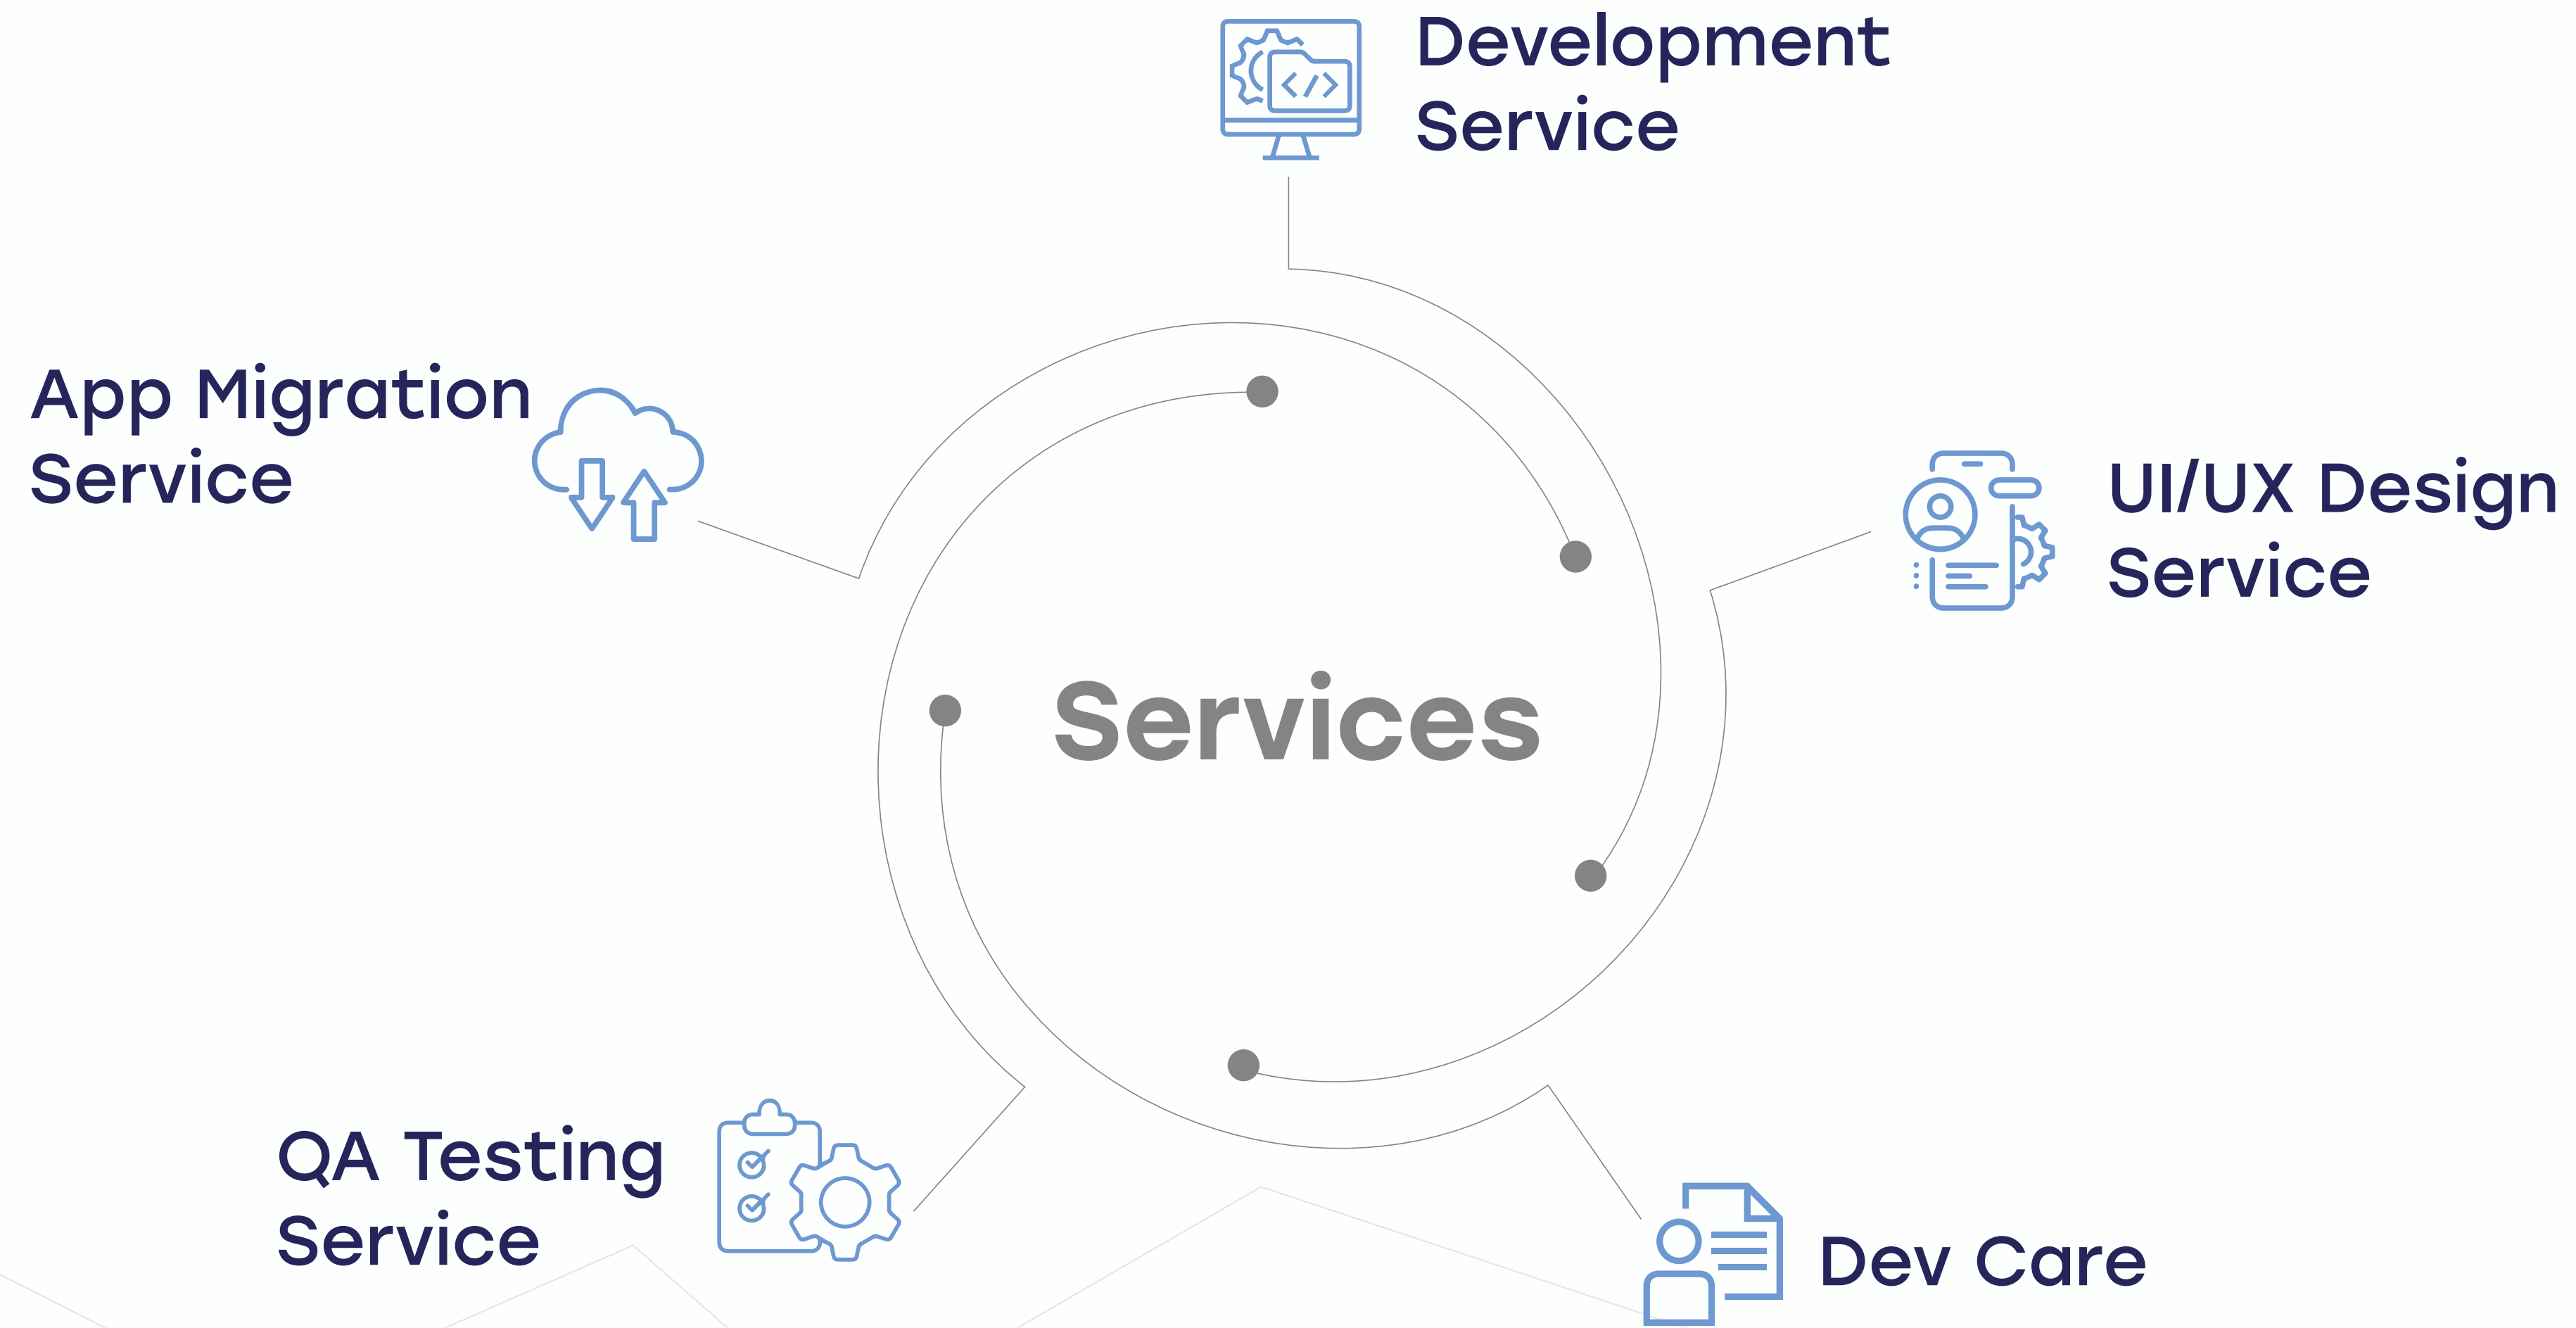 Development
Service
App Migration
Service
UI/UX Design
Service
Services
QA Testing
Service
Dev Care